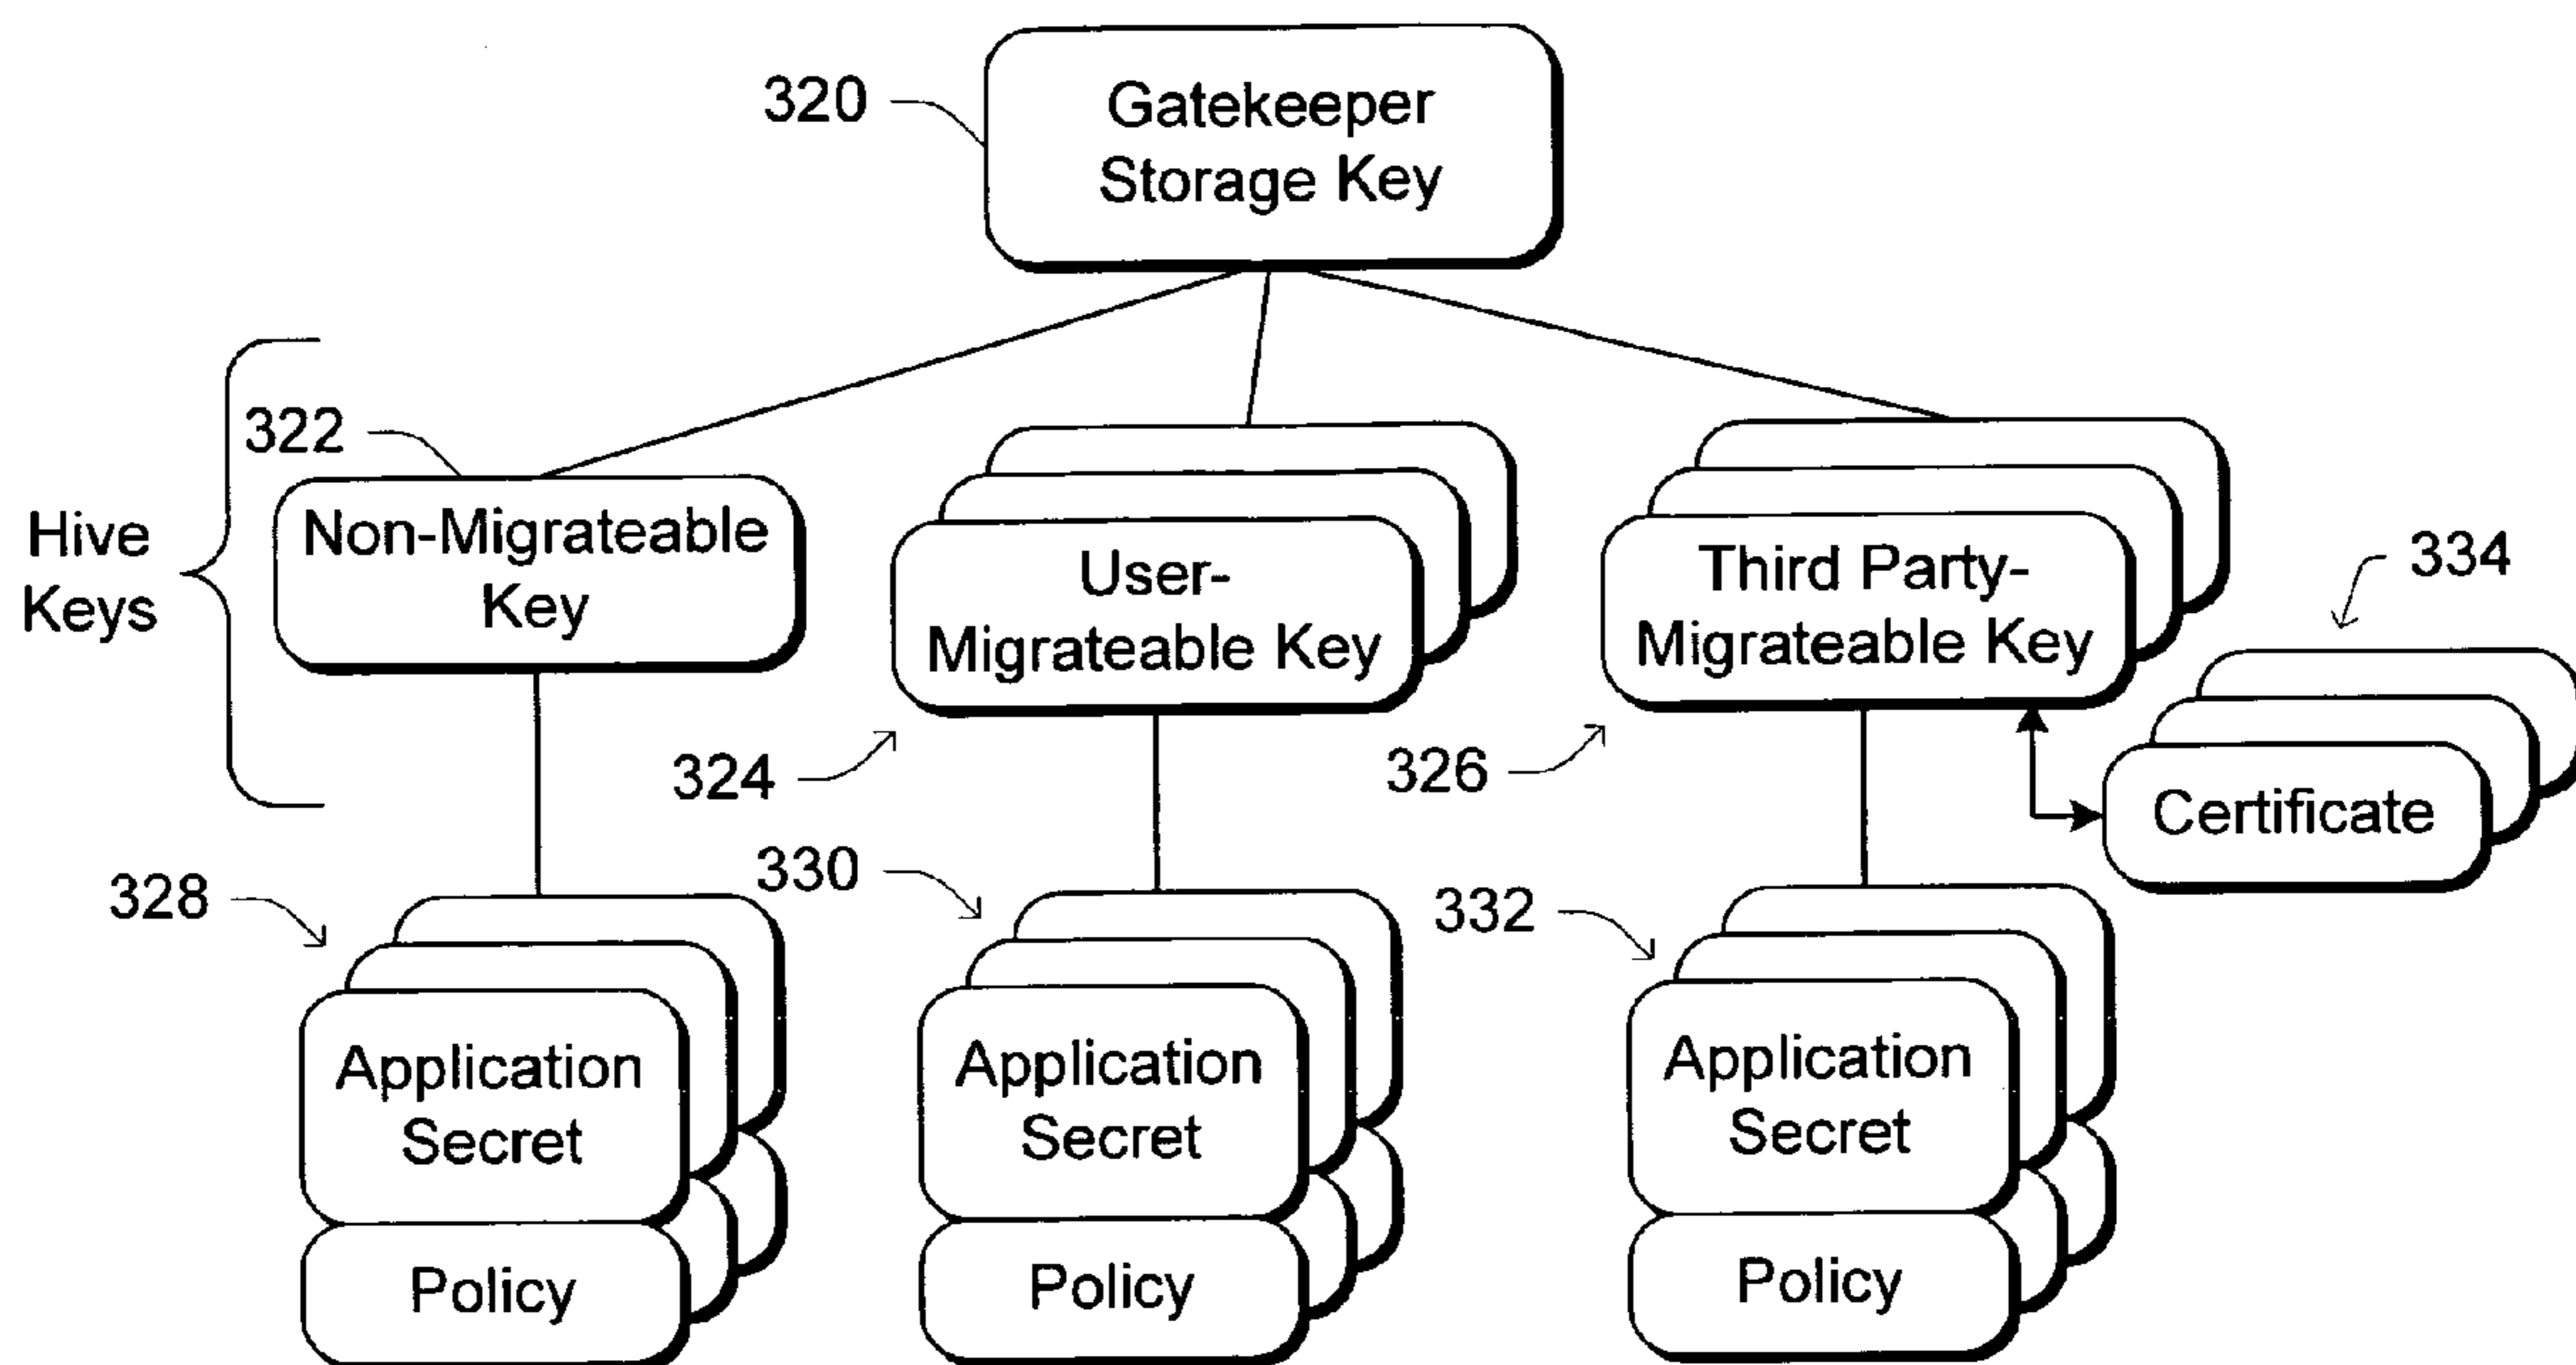 320
Gatekeeper
Storage Key
Hive
Keys
322
Non-Migrateable
Key
324
User-
Migrateable Key
326
Third Party-
Migrateable Key
334
Certificate
328
Application
Secret
Policy
330
Application
Secret
Policy
332
Application
Secret
Policy